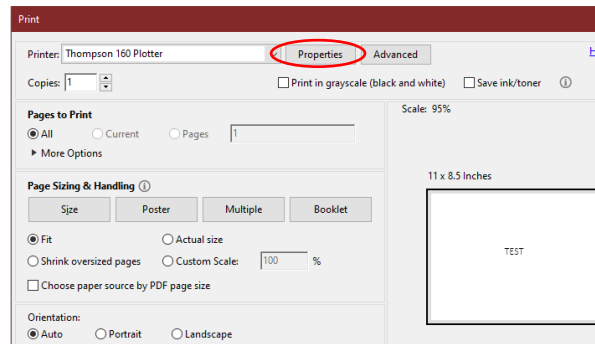 Print
Printer: Thompson 160 Plotter Properties Advanced
Copies: 1 Print in grayscale (black and white) Save ink/toner
Pages to Print
All Current Pages 1
More Options
Scale: 95%
Page Sizing & Handling
Size Poster Multiple Booklet
Fit Actual size
Shrink oversized pages Custom Scale: 100 %
Choose paper source by PDF page size
Orientation:
Auto Portrait Landscape
11 x 8.5 Inches
TEST